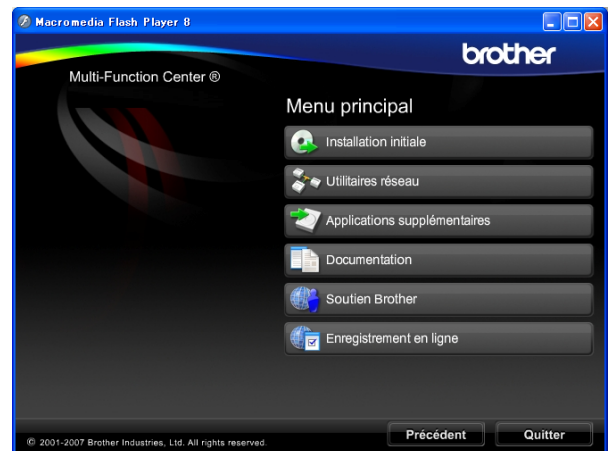 Macromedia Flash Player 8
brother
Multi-Function Center ®
Menu principal
Installation initiale
Utilitaires réseau
Applications supplémentaires
Documentation
Soutien Brother
Enregistrement en ligne
Précédent
Quitter
© 2001-2007 Brother Industries, Ltd. All rights reserved.